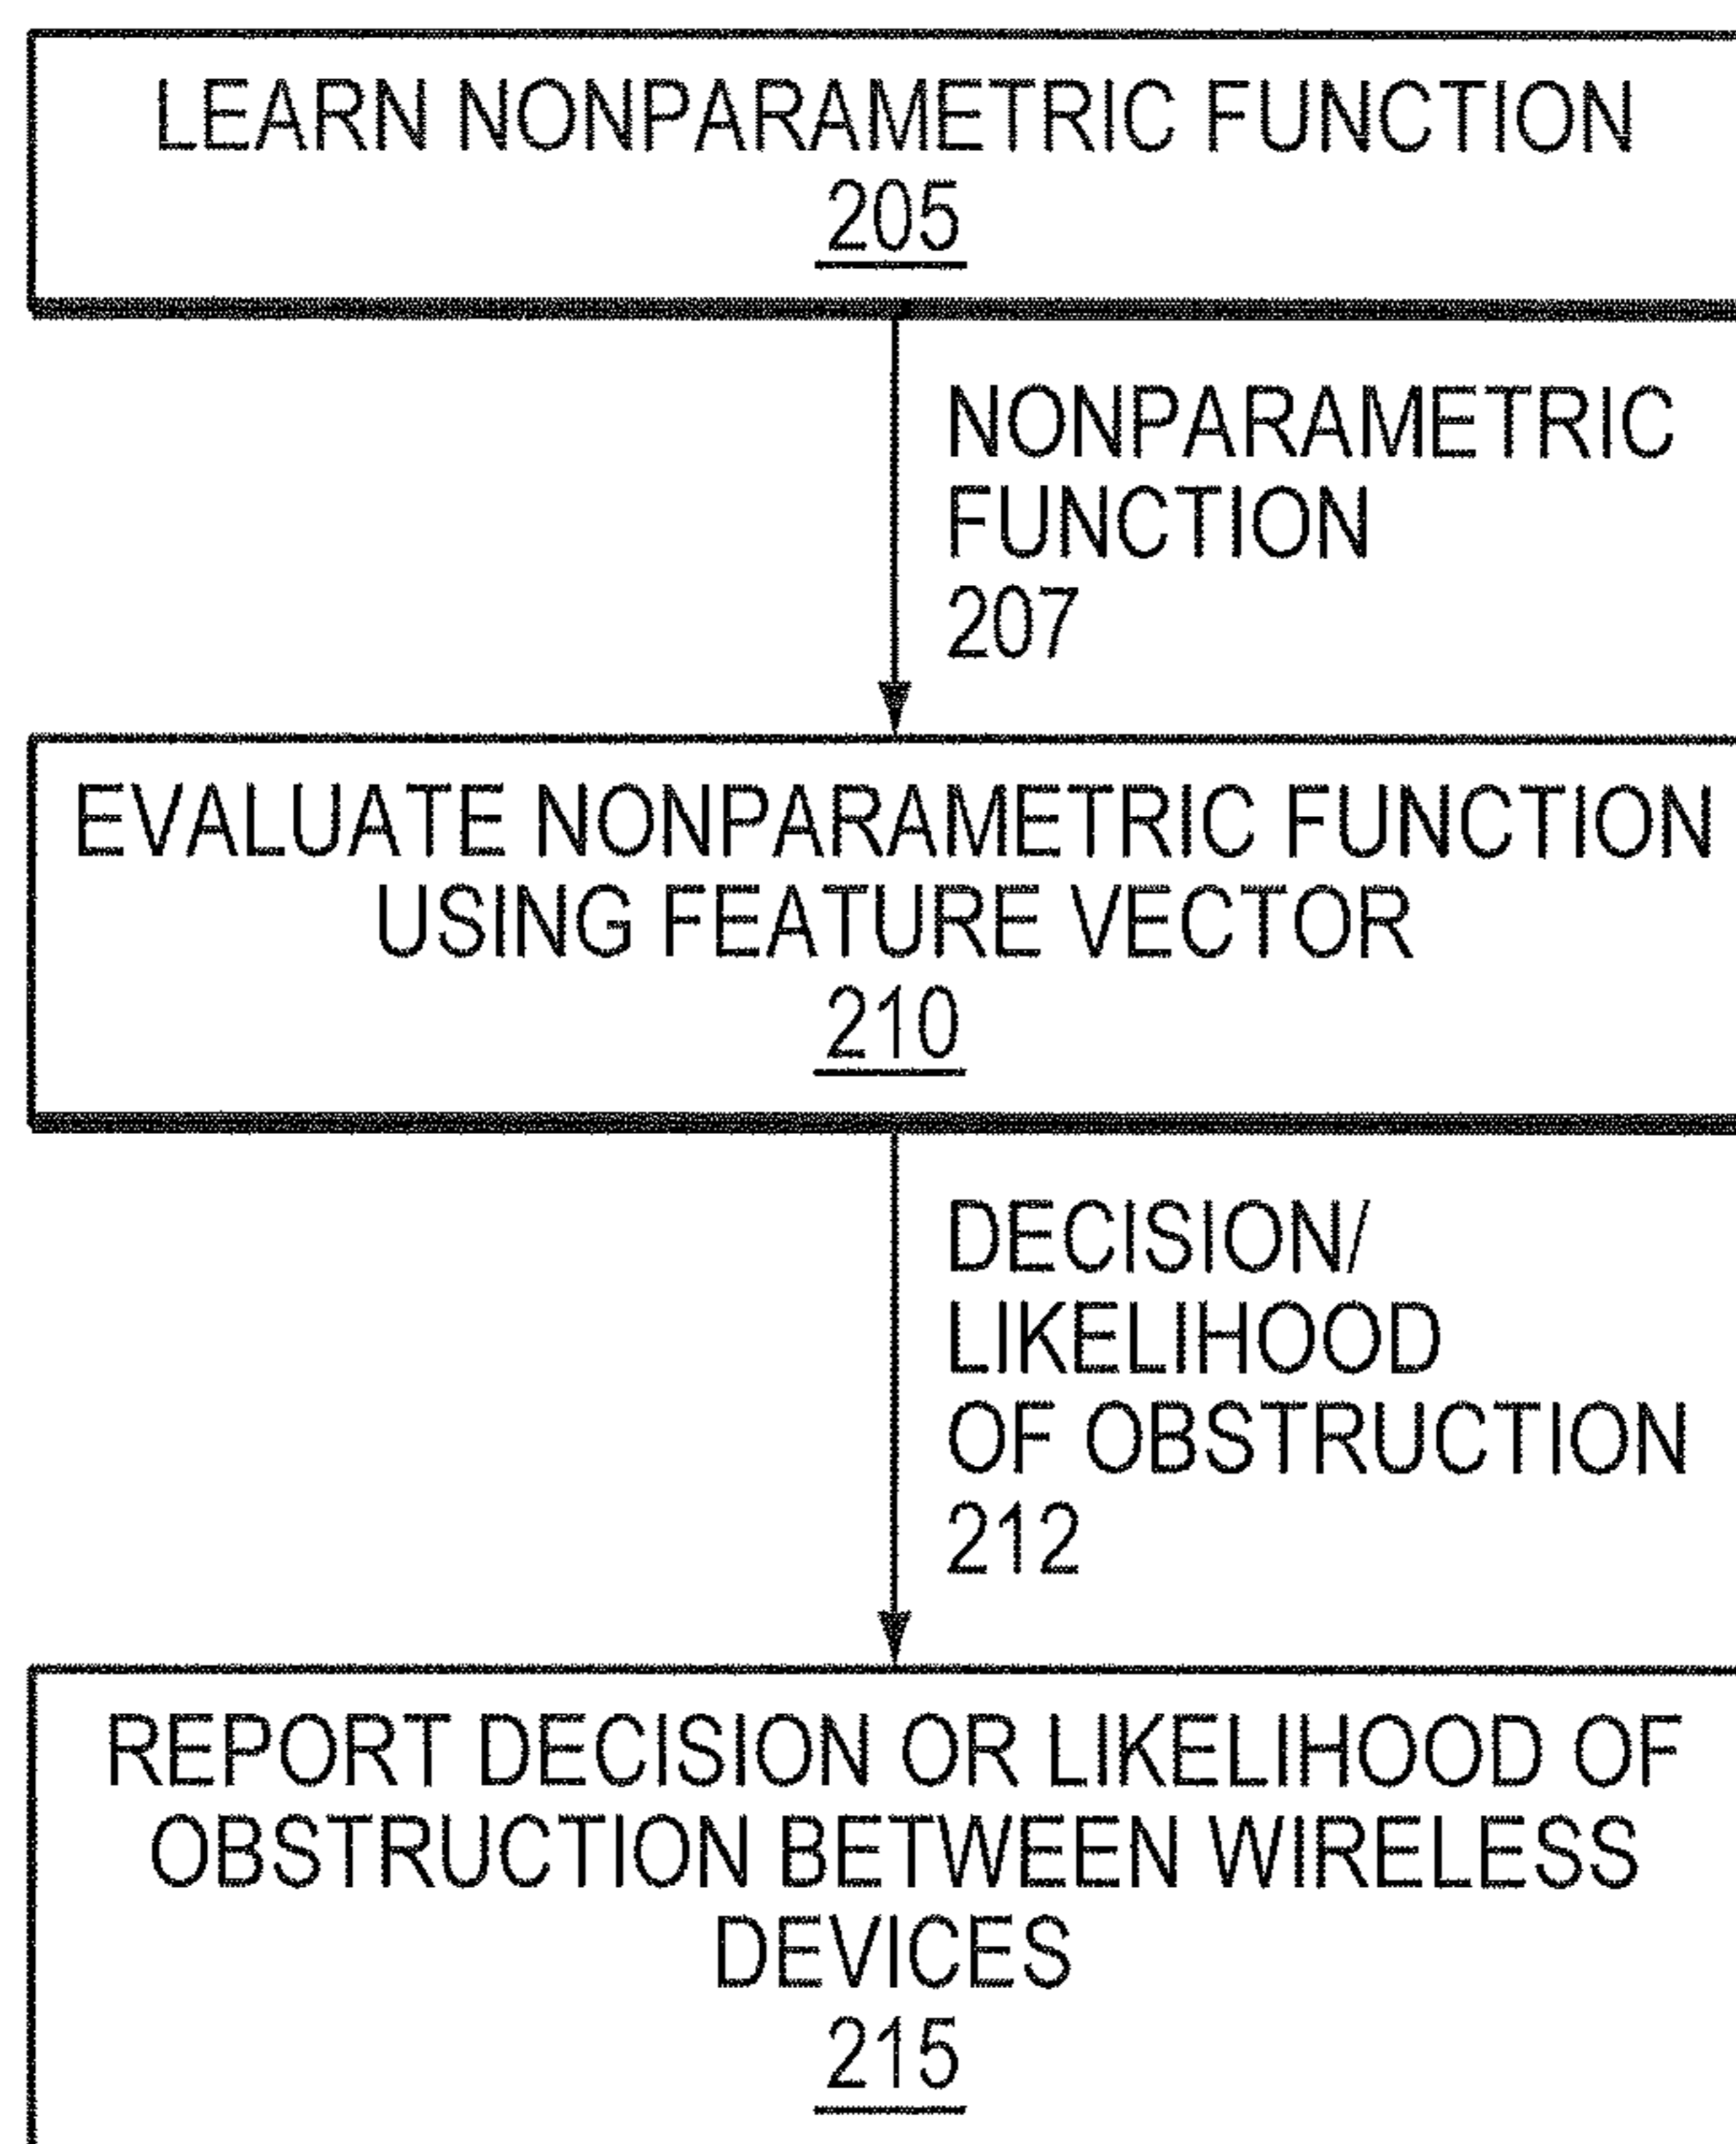 LEARN NONPARAMETRIC FUNCTION
205
NONPARAMETRIC
FUNCTION
207
EVALUATE NONPARAMETRIC FUNCTION
USING FEATURE VECTOR
210
DECISION/
LIKELIHOOD
OF OBSTRUCTION
212
REPORT DECISION OR LIKELIHOOD OF
OBSTRUCTION BETWEEN WIRELESS
DEVICES
215